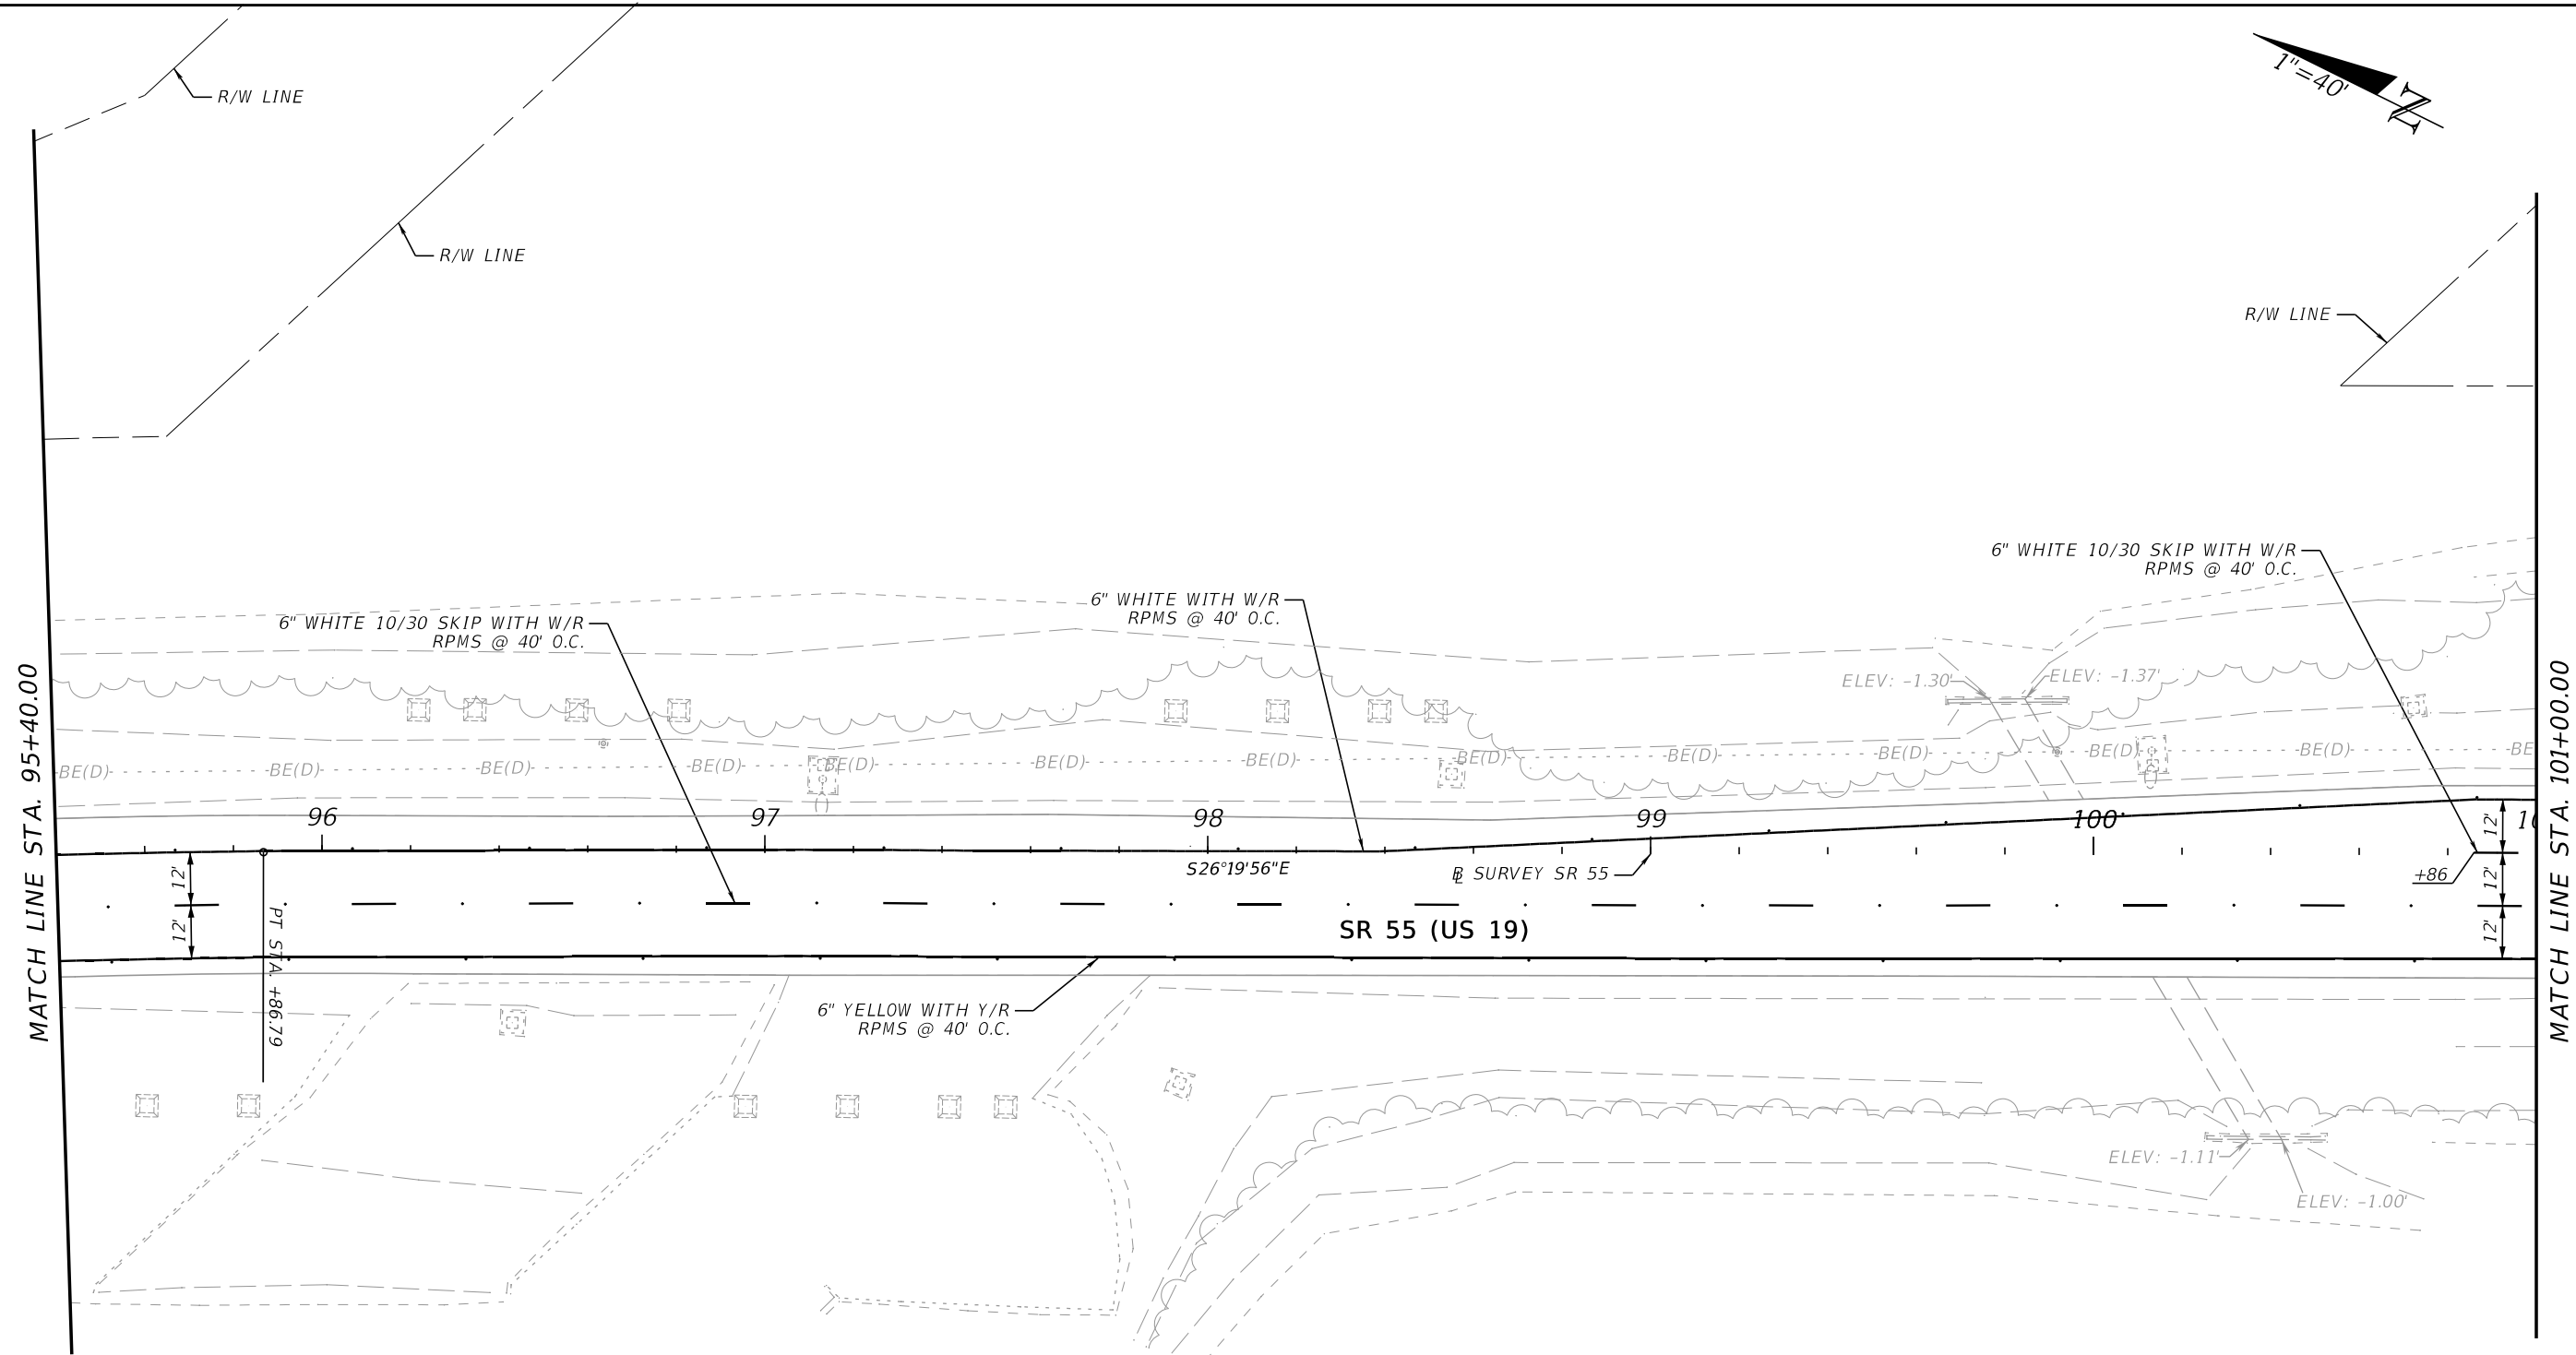 R/W LINE
R/W LINE
1"=40'
N
R/W LINE
6" WHITE 10/30 SKIP WITH W/R
RPMS @ 40' O.C.
6" WHITE WITH W/R
RPMS @ 40' O.C.
6" WHITE 10/30 SKIP WITH W/R
RPMS @ 40' O.C.
ELEV: -1.30'
ELEV: -1.37'
MATCH LINE STA. 95+40.00
MATCH LINE STA. 101+00.00
BE(D) BE(D) BE(D) BE(D) BE(D) BE(D) BE(D) BE(D) BE(D) BE(D) BE(D) BE(D) BE
96 97 98 99 100 10
S26°19'56"E
BL SURVEY SR 55
+86
12'
12'
12'
12'
12'
PT STA. +86.79
SR 55 (US 19)
6" YELLOW WITH Y/R
RPMS @ 40' O.C.
ELEV: -1.11'
ELEV: -1.00'